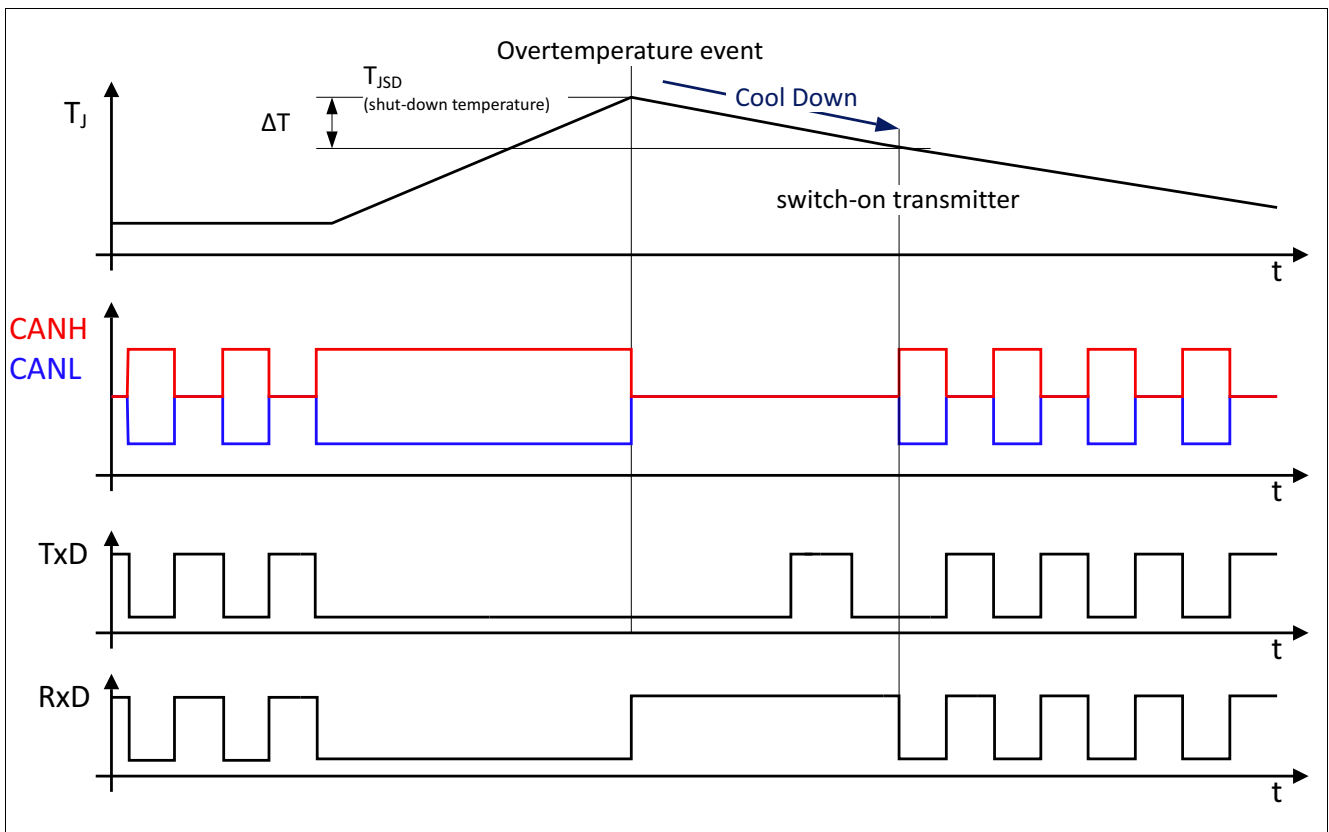 Overtemperature event
TJSD
(shut-down temperature)
Cool Down
TJ
ΔT
switch-on transmitter
t
CANH
CANL
t
TxD
t
RxD
t